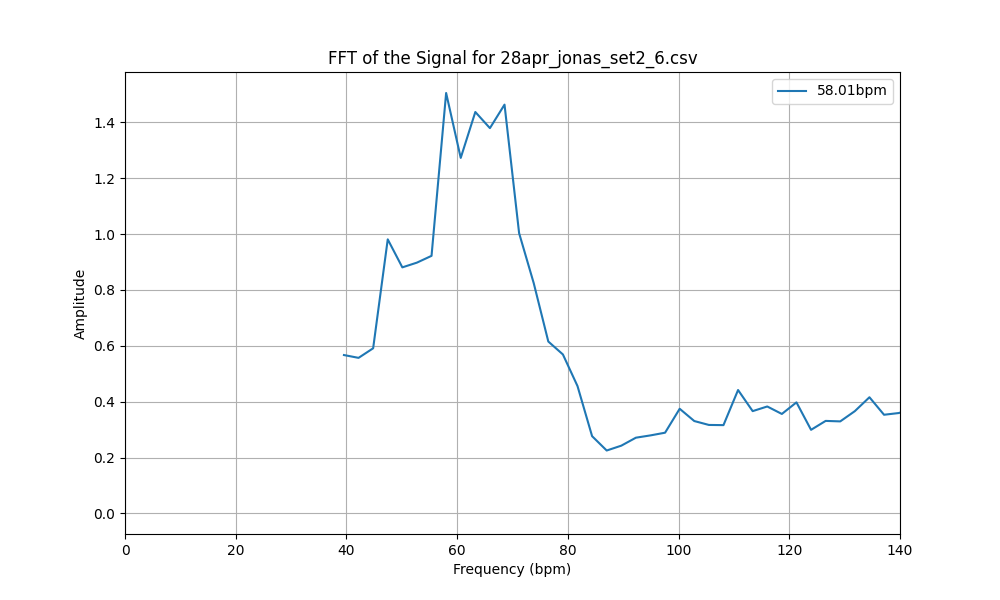 FFT of the Signal for 28apr_jonas_set2_6.csv
58.01bpm
Amplitude
1.4
1.2
1.0
0.8
0.6
0.4
0.2
0.0
0 20 40 60 80 100 120 140
Frequency (bpm)